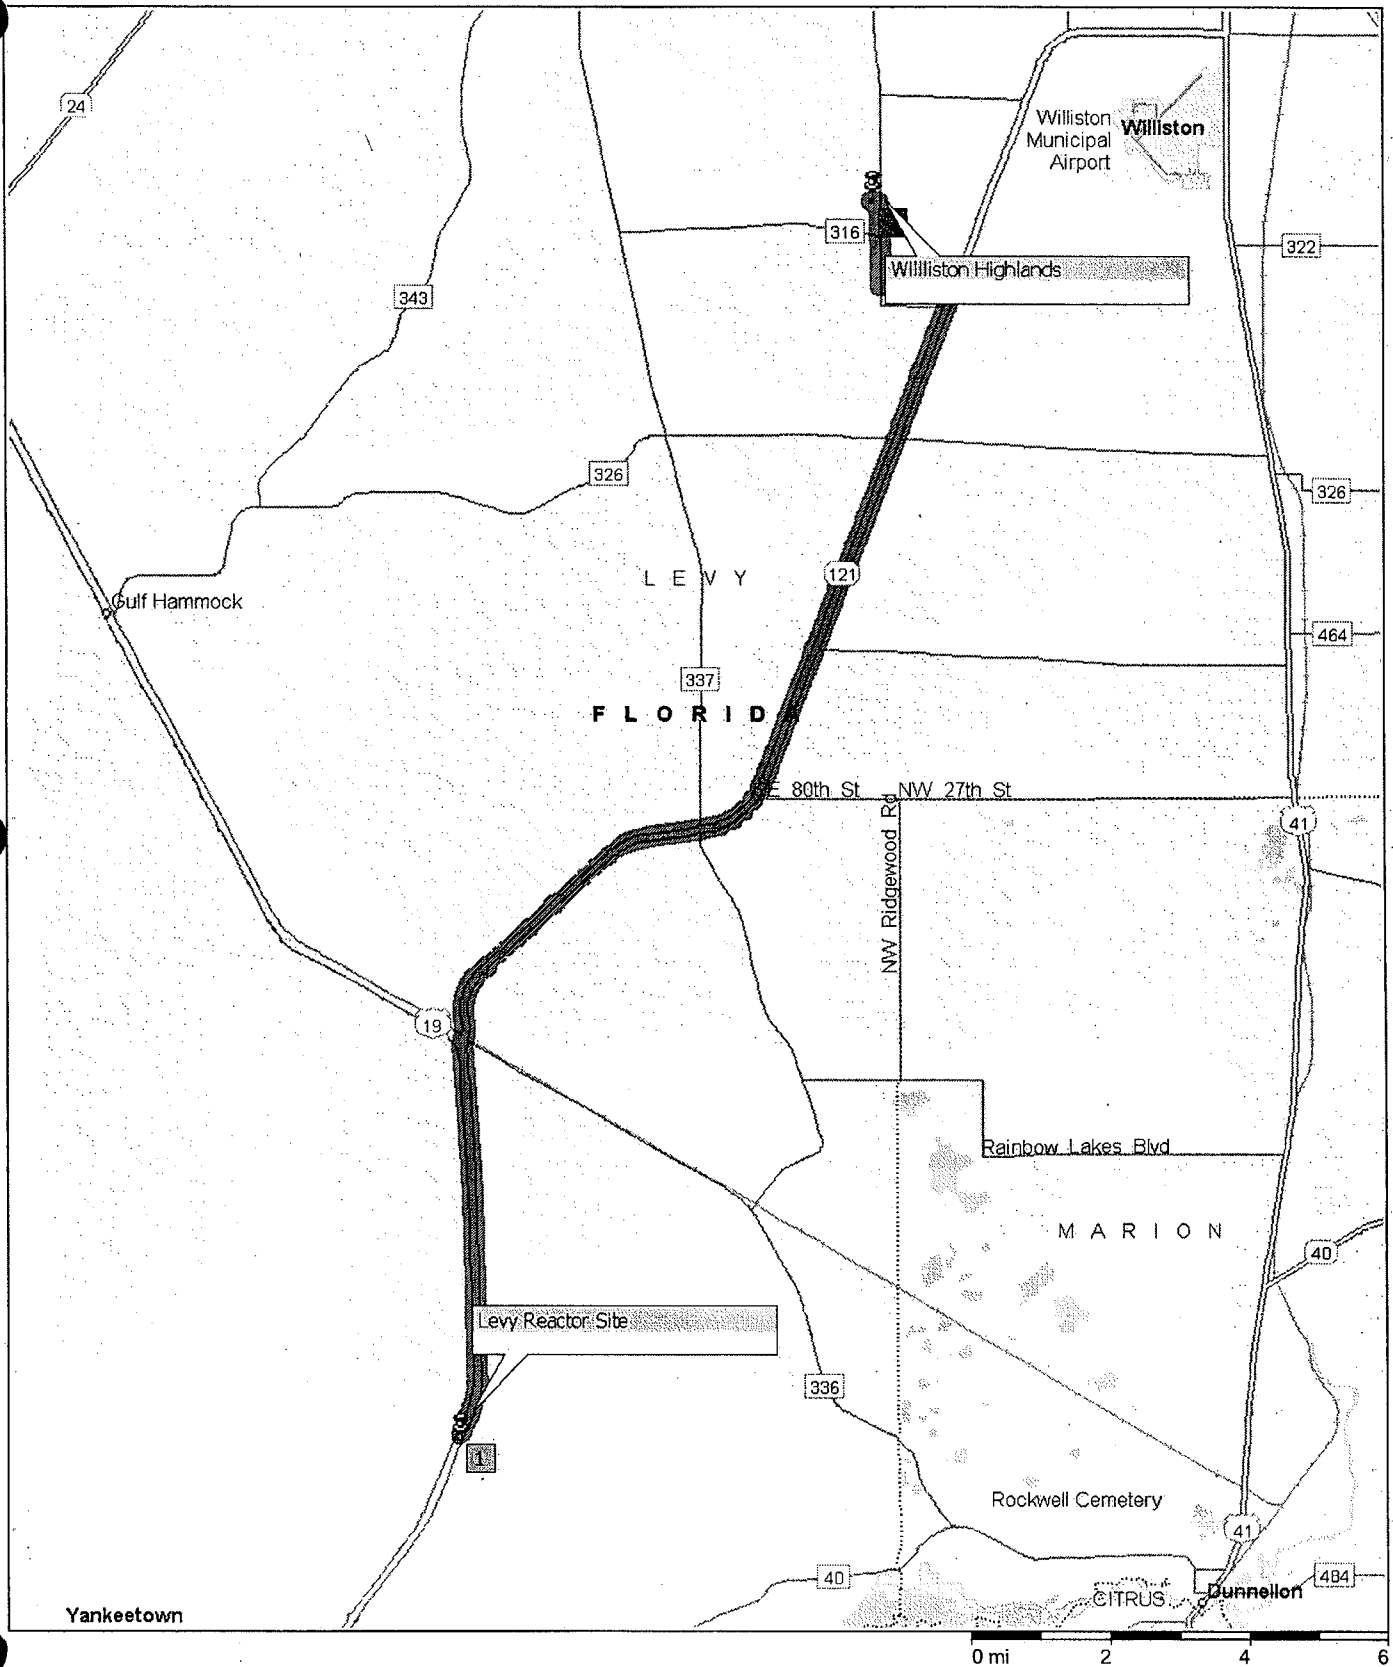 24
Williston
Municipal
Airport
Williston
316
322
Willliston Highlands
343
326
326
LEVY
121
Gulf Hammock
464
337
FLORIDA
E 80th St
NW 27th St
41
NW Ridgewood Rd
19
Rainbow Lakes Blvd
MARION
40
Levy Reactor Site
336
1
Rockwell Cemetery
41
40
484
CITRUS
Dunnellon
Yankeetown
0 mi 2 4 6